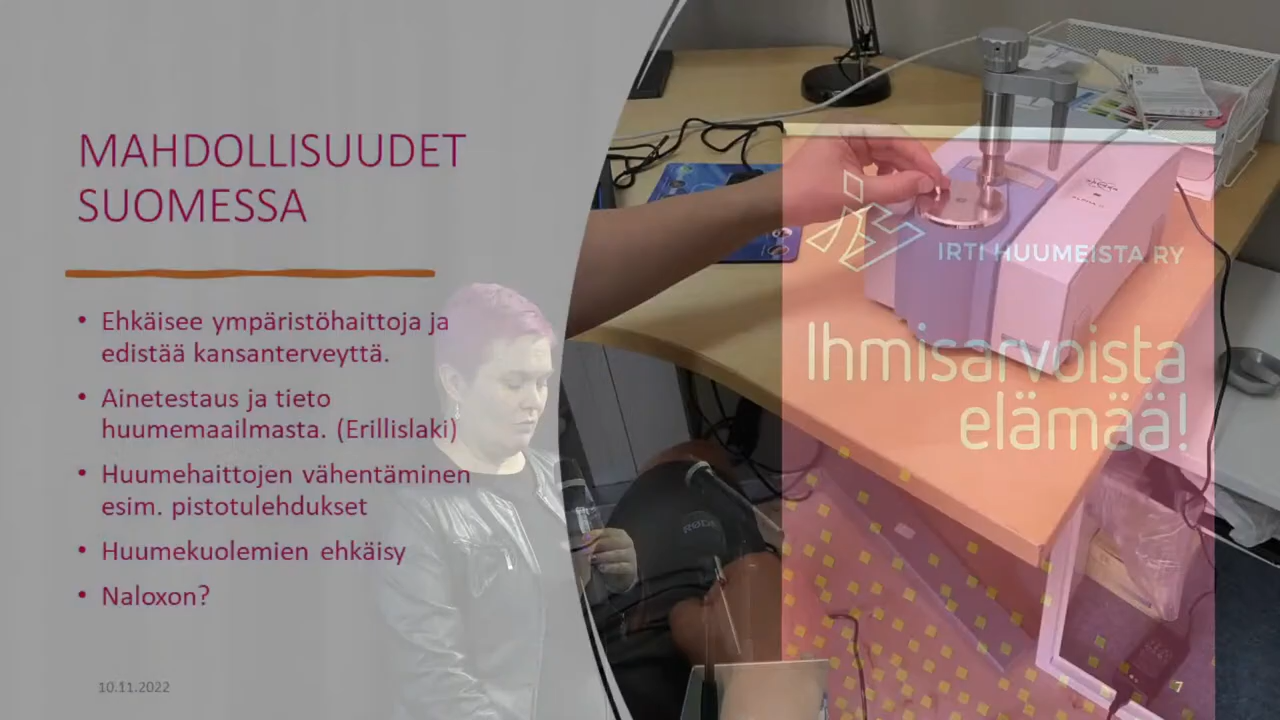 MAHDOLLISUUDET
SUOMESSA
• Ehkäisee ympäristöhaittoja ja
edistää kansanterveyttä.
• Ainetestaus ja tieto
huumemaailmasta. (Erillislaki)
• Huumehaittojen vähentäminen
esim. pistotulehdukset
• Huumekuolemien ehkäisy
• Naloxon?
10.11.2022
IRTI HUUMEISTA RY
Ihmisarvoista
elämää!
RØDE
7